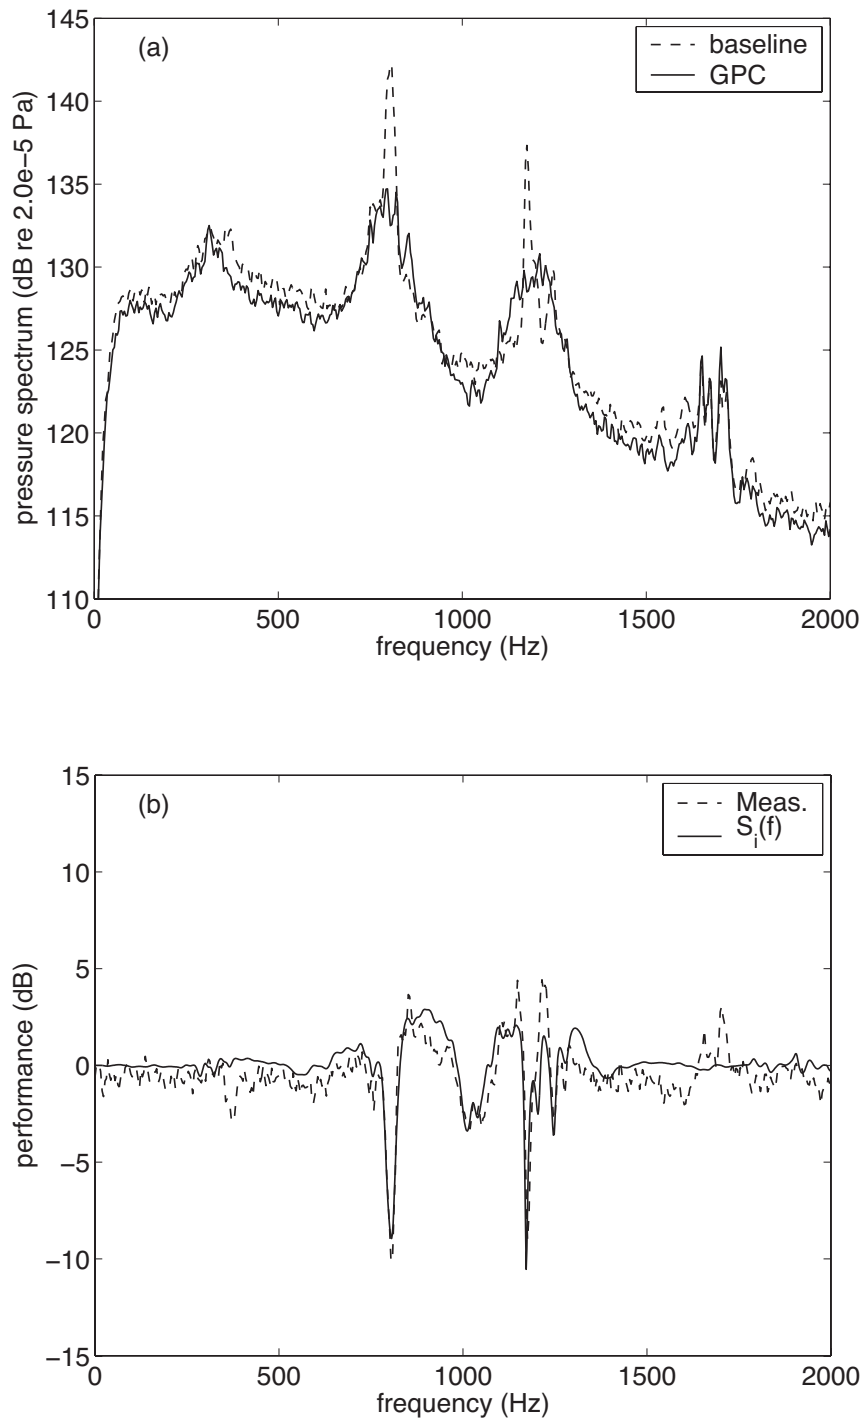 (a)
baseline
GPC
145
140
135
130
125
120
115
110
pressure spectrum (dB re 2.0e−5 Pa)
0
500
1000
1500
2000
frequency (Hz)
(b)
Meas.
S_i(f)
15
10
5
0
−5
−10
−15
performance (dB)
0
500
1000
1500
2000
frequency (Hz)